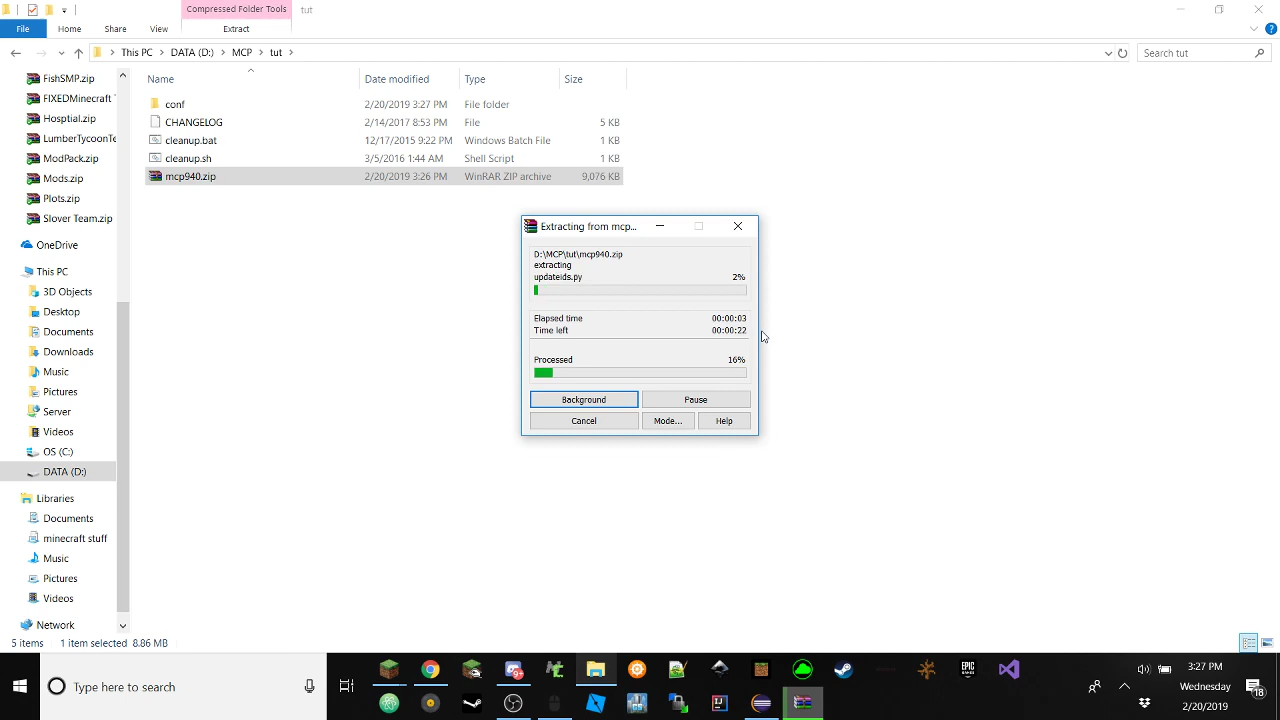 Compressed Folder Tools
tut
File
Home
Share
View
Extract
This PC
DATA (D:)
MCP
tut
Search tut
FishSMP.zip
FIXEDMinecraft
Hosptial.zip
LumberTycoonTe
ModPack.zip
Mods.zip
Plots.zip
Slover Team.zip
OneDrive
This PC
3D Objects
Desktop
Documents
Downloads
Music
Pictures
Server
Videos
OS (C:)
DATA (D:)
Libraries
Documents
minecraft stuff
Music
Pictures
Videos
Network
Name Date modified Type Size
conf 2/20/2019 3:27 PM File folder
CHANGELOG 2/14/2017 8:53 PM File 5 KB
cleanup.bat 12/17/2015 9:22 PM Windows Batch File 1 KB
cleanup.sh 3/5/2016 1:44 AM Shell Script 1 KB
mcp940.zip 2/20/2019 3:26 PM WinRAR ZIP archive 9,076 KB
Extracting from mcp...
D:\MCP\tut\mcp940.zip
extracting
updateids.py 2%
Elapsed time 00:00:03
Time left 00:00:22
Processed 16%
Background Pause
Cancel Mode... Help
5 items 1 item selected 8.86 MB
Type here to search
9+
EPIC GAMES
3:27 PM
Wednesday
2/20/2019
18